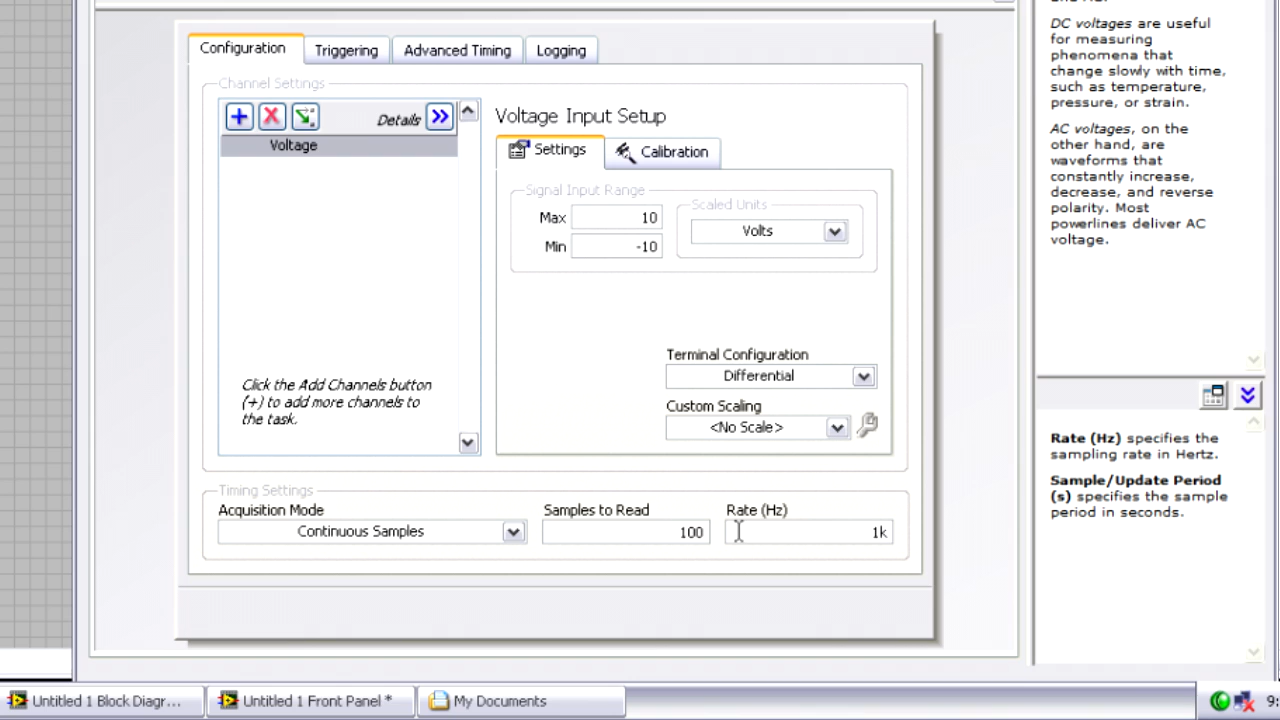 Configuration
Triggering
Advanced Timing
Logging
Channel Settings
Details
Voltage
Click the Add Channels button
(+) to add more channels to
the task.
Voltage Input Setup
Settings
Calibration
Signal Input Range
Max 10
Min -10
Scaled Units
Volts
Terminal Configuration
Differential
Custom Scaling
<No Scale>
Timing Settings
Acquisition Mode
Continuous Samples
Samples to Read
100
Rate (Hz)
1k
DC voltages are useful
for measuring
phenomena that
change slowly with time,
such as temperature,
pressure, or strain.
AC voltages, on the
other hand, are
waveforms that
constantly increase,
decrease, and reverse
polarity. Most
powerlines deliver AC
voltage.
Rate (Hz) specifies the
sampling rate in Hertz.
Sample/Update Period
(s) specifies the sample
period in seconds.
Untitled 1 Block Diagr...
Untitled 1 Front Panel *
My Documents
9: